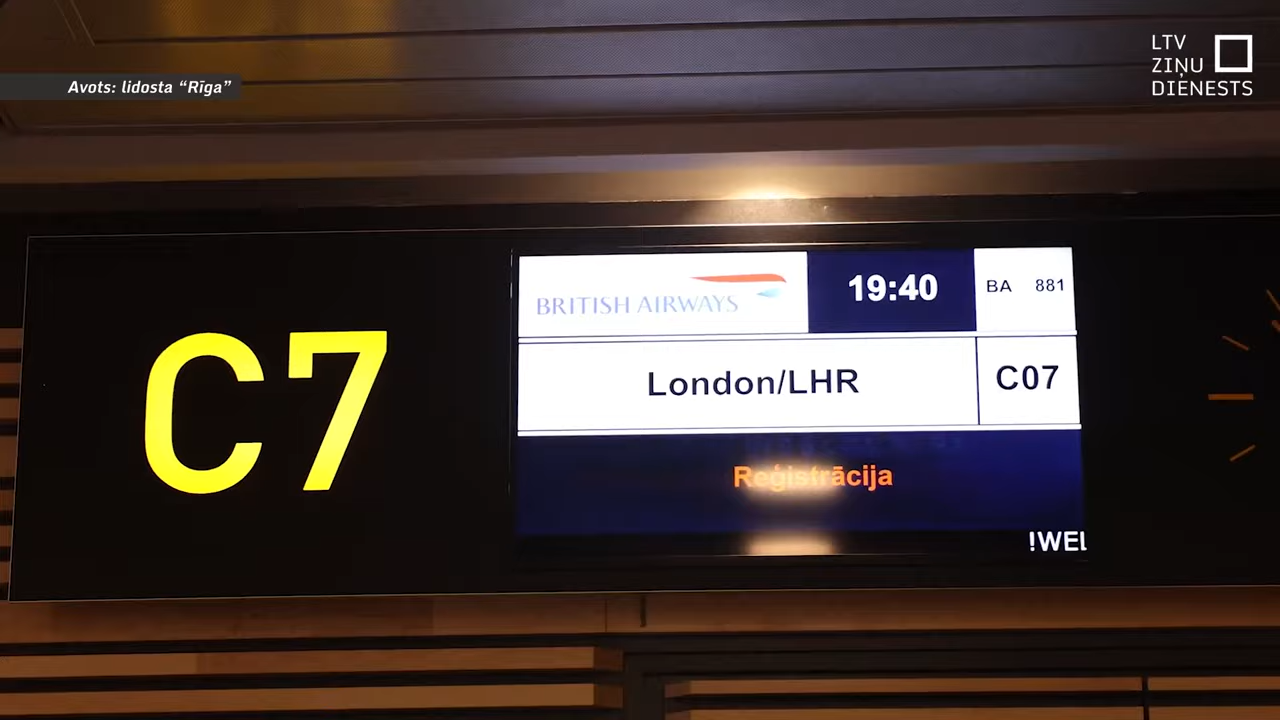 LTV
ZIŅU
DIENESTS
Avots: lidosta “Rīga”
C7
BRITISH AIRWAYS
19:40
BA 881
London/LHR
C07
Reģistrācija
!WEL